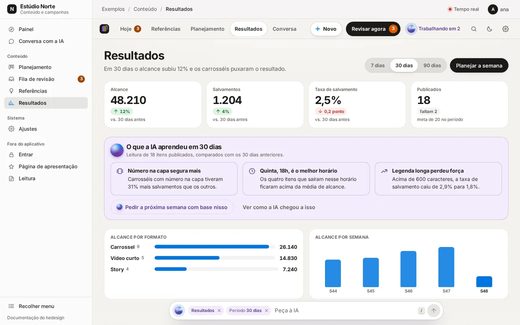 N Estúdio Norte
Conteúdo e campanhas
Painel
Conversa com a IA
Conteúdo
Planejamento
Fila de revisão 3
Referências
Resultados
Sistema
Ajustes
Fora do aplicativo
Entrar
Página de apresentação
Leitura
Recolher menu
Documentação do redesign
Exemplos / Conteúdo / Resultados
Tempo real
A ana
Hoje 3 Referências Planejamento Resultados Conversa
+ Novo
Revisar agora 3
Trabalhando em 2
Resultados
Em 30 dias o alcance subiu 12% e os carrosséis puxaram o resultado.
7 dias 30 dias 90 dias
Planejar a semana
Alcance
48.210
12%
vs. 30 dias antes
Salvamentos
1.204
6%
vs. 30 dias antes
Taxa de salvamento
2,5%
0,2 ponto
vs. 30 dias antes
Publicados
18
faltam 2
meta de 20 no período
O que a IA aprendeu em 30 dias
Leitura de 18 itens publicados, comparados com os 30 dias anteriores.
Número na capa segura mais
Carrosséis com número na capa tiveram
31% mais salvamentos que os outros.
Quinta, 18h, é o melhor horário
Os quatro itens que saíram nesse horário
ficaram acima da média de alcance.
Legenda longa perdeu força
Acima de 600 caracteres, a taxa de
salvamento caiu de 2,9% para 1,8%.
Pedir a próxima semana com base nisso
Ver como a IA chegou a isso
ALCANCE POR FORMATO
Carrossel 8 26.140
Vídeo curto 5 14.830
Story 4 7.240
ALCANCE POR SEMANA
S44 S45 S46 S47 S48
Resultados × Período 30 dias × Peça à IA /